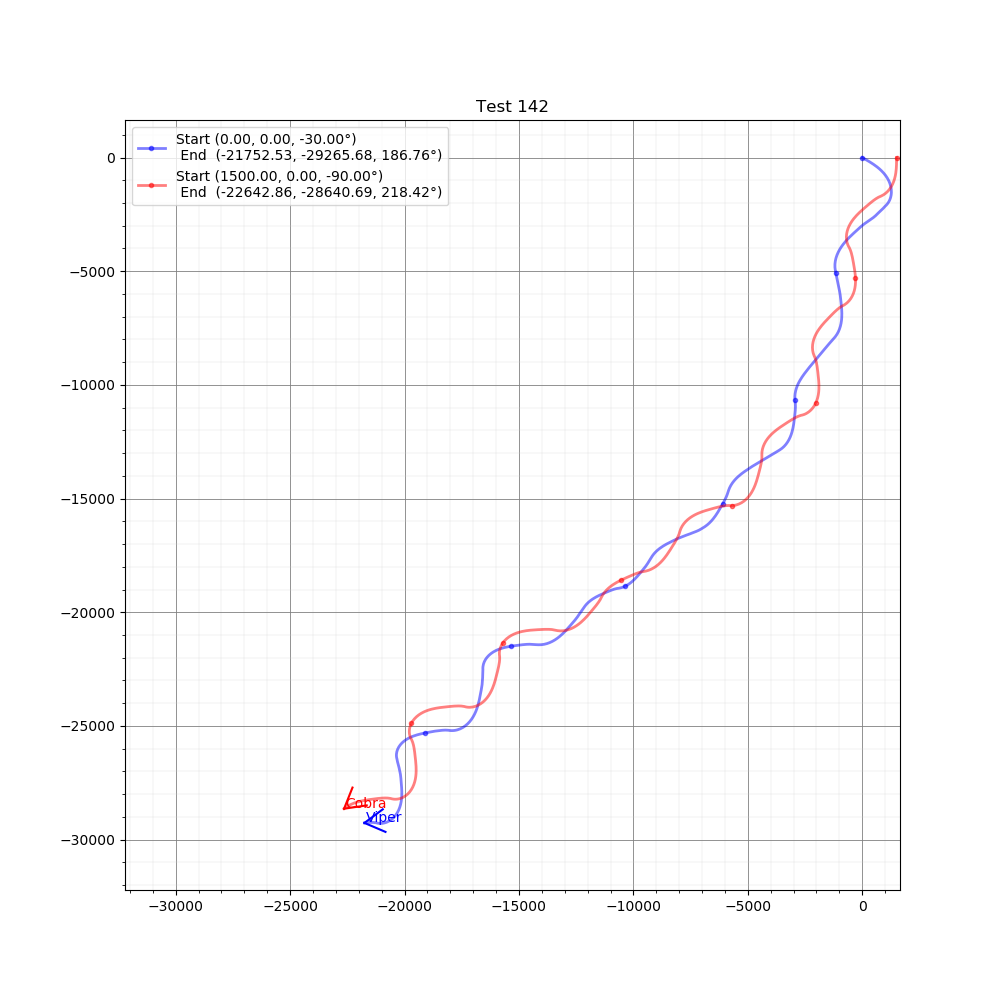 Test 142
Start (0.00, 0.00, -30.00°)
End (-21752.53, -29265.68, 186.76°)
Start (1500.00, 0.00, -90.00°)
End (-22642.86, -28640.69, 218.42°)
0
−5000
−10000
−15000
−20000
−25000
−30000
Cobra
Viper
−30000 −25000 −20000 −15000 −10000 −5000 0